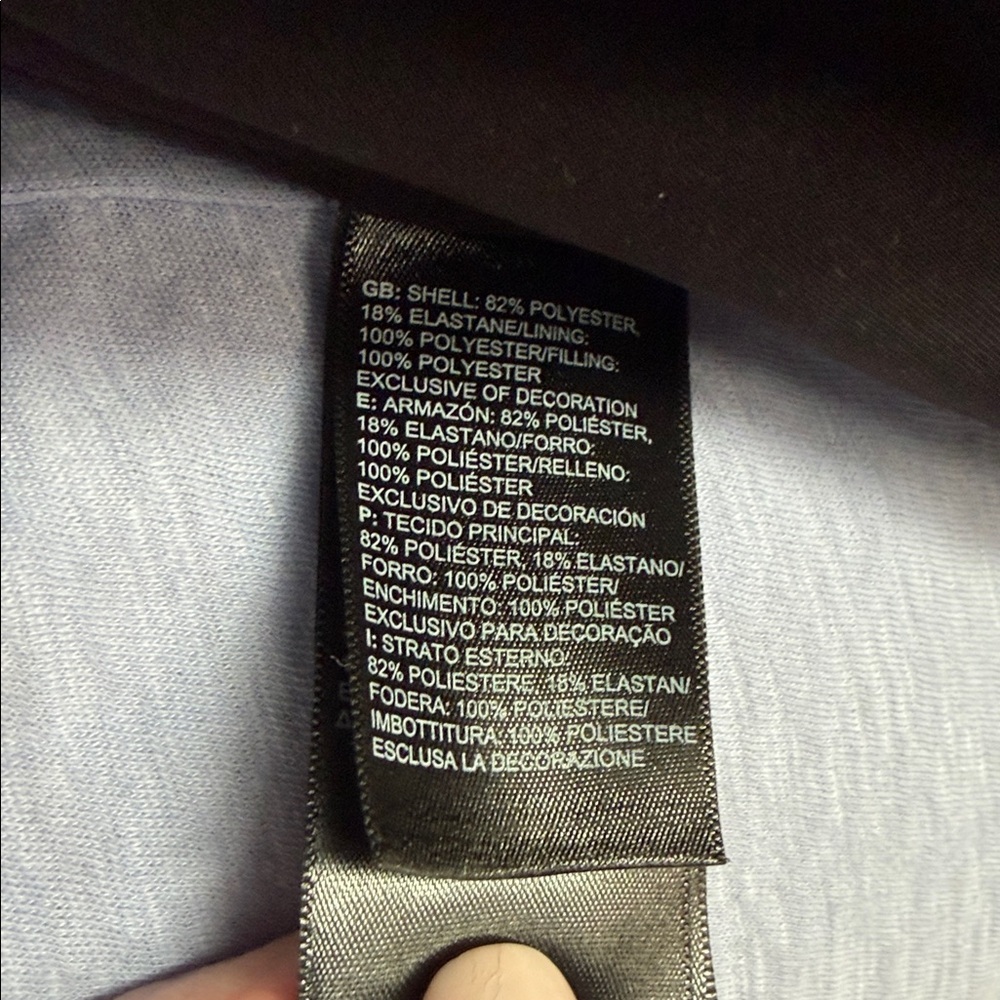 GB: SHELL: 82% POLYESTER,
18% ELASTANE/LINING:
100% POLYESTER/FILLING:
100% POLYESTER
EXCLUSIVE OF DECORATION
E: ARMAZÓN: 82% POLIÉSTER,
18% ELASTANO/FORRO:
100% POLIÉSTER/RELLENO:
100% POLIÉSTER
EXCLUSIVO DE DECORACIÓN
P: TECIDO PRINCIPAL:
82% POLIÉSTER, 18% ELASTANO/
FORRO: 100% POLIÉSTER/
ENCHIMENTO: 100% POLIÉSTER
EXCLUSIVO PARA DECORAÇÃO
I: STRATO ESTERNO:
82% POLIESTERE, 18% ELASTAN/
FODERA: 100% POLIESTERE/
IMBOTTITURA: 100% POLIESTERE
ESCLUSA LA DECORAZIONE